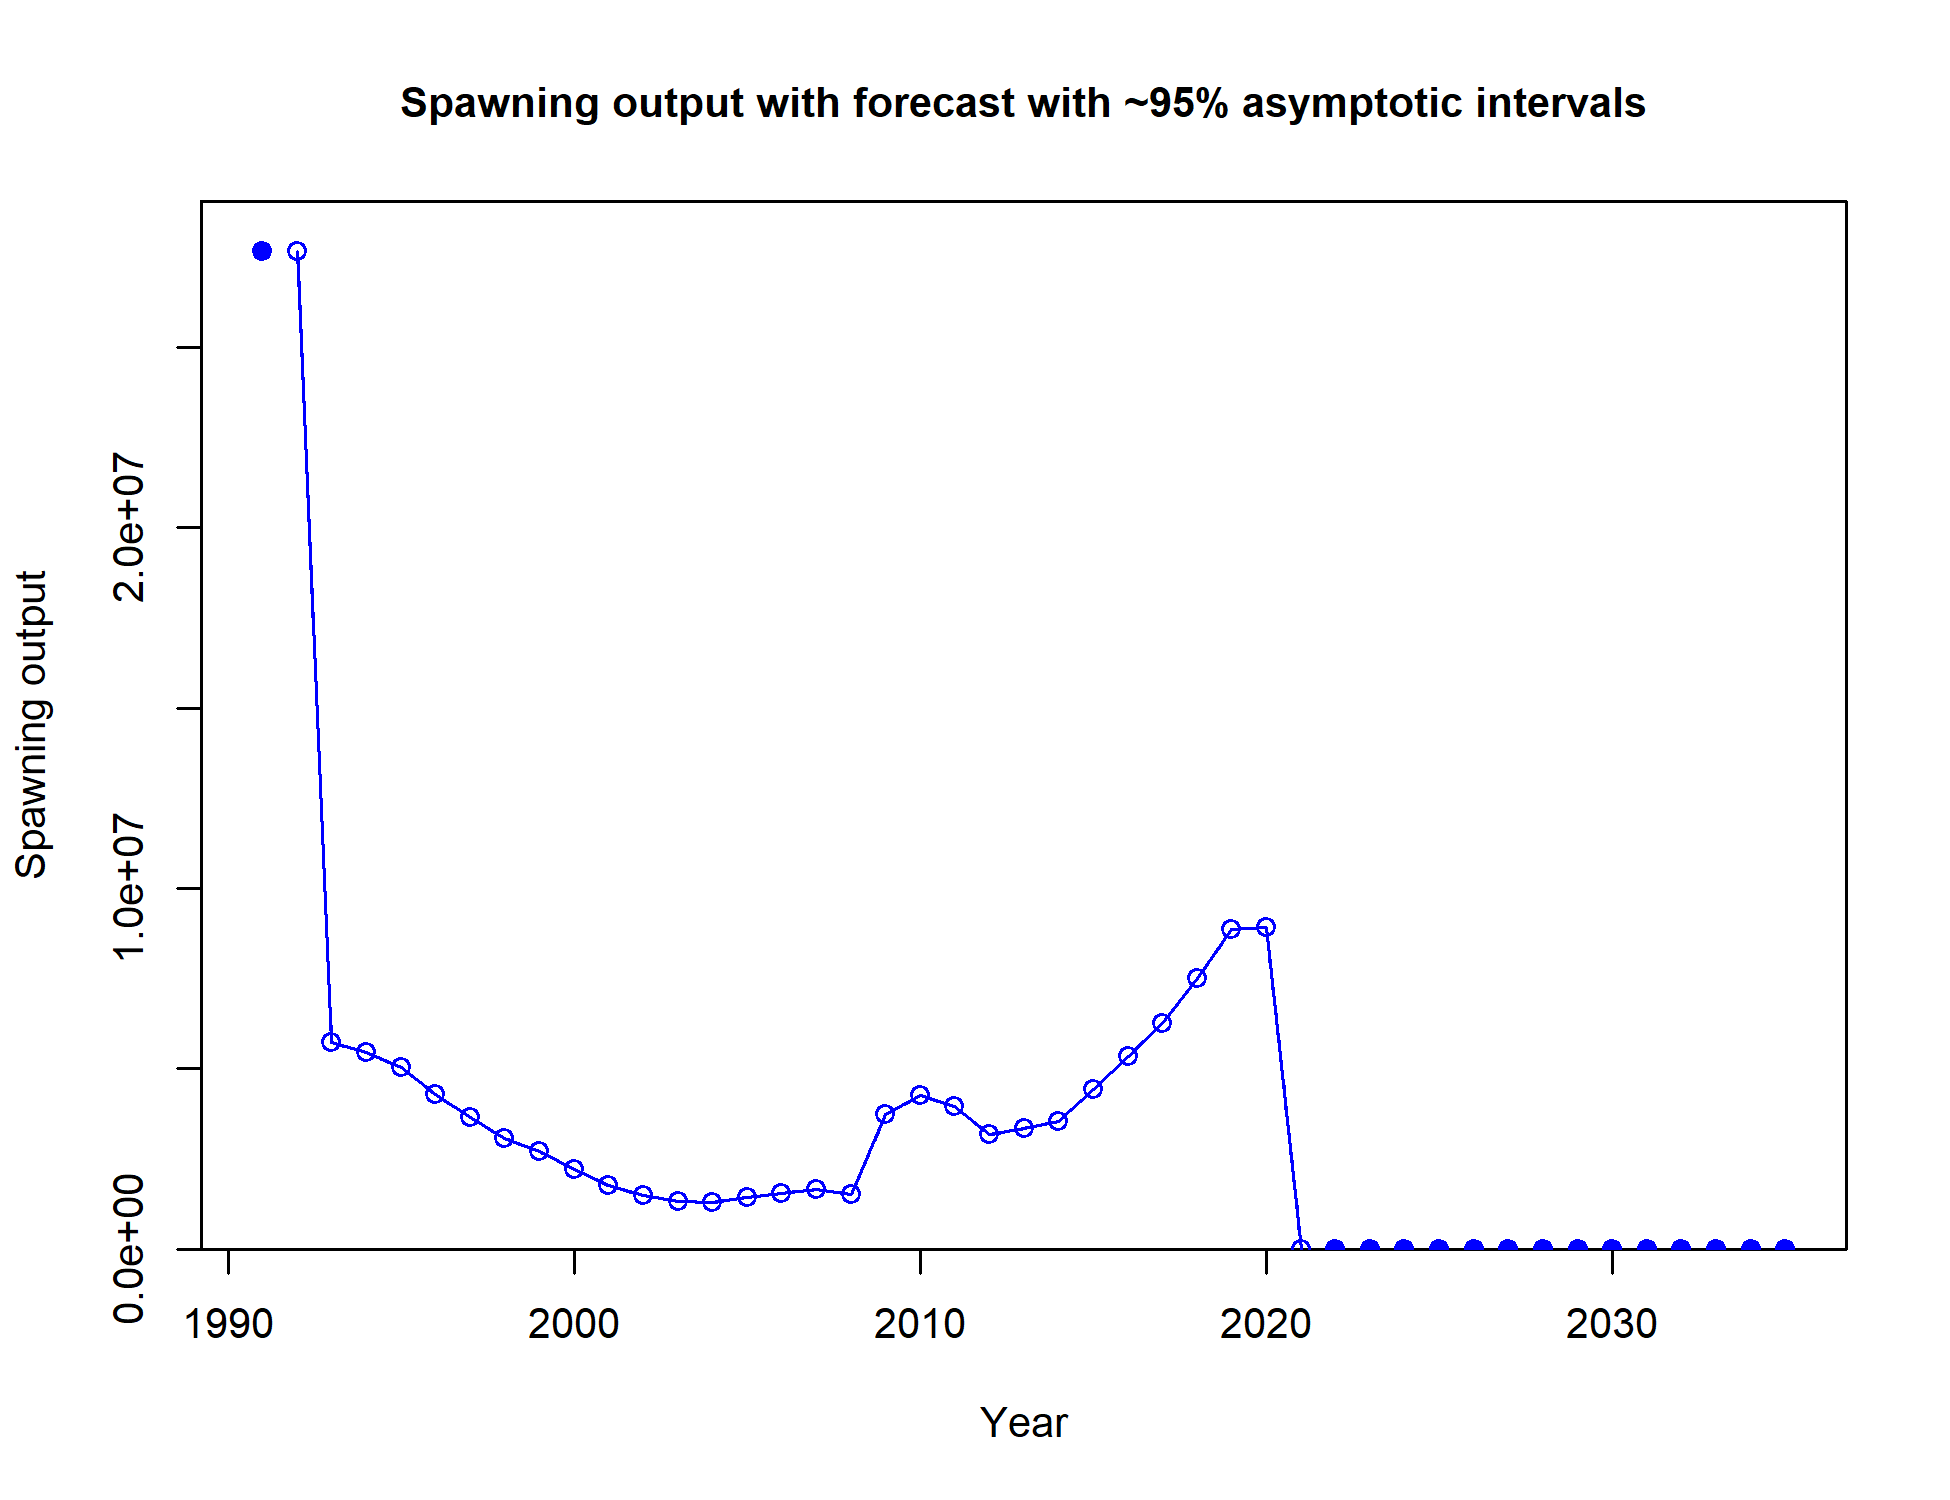 Spawning output with forecast with ~95% asymptotic intervals
Spawning output
2.0e+07
1.0e+07
0.0e+00
1990 2000 2010 2020 2030
Year